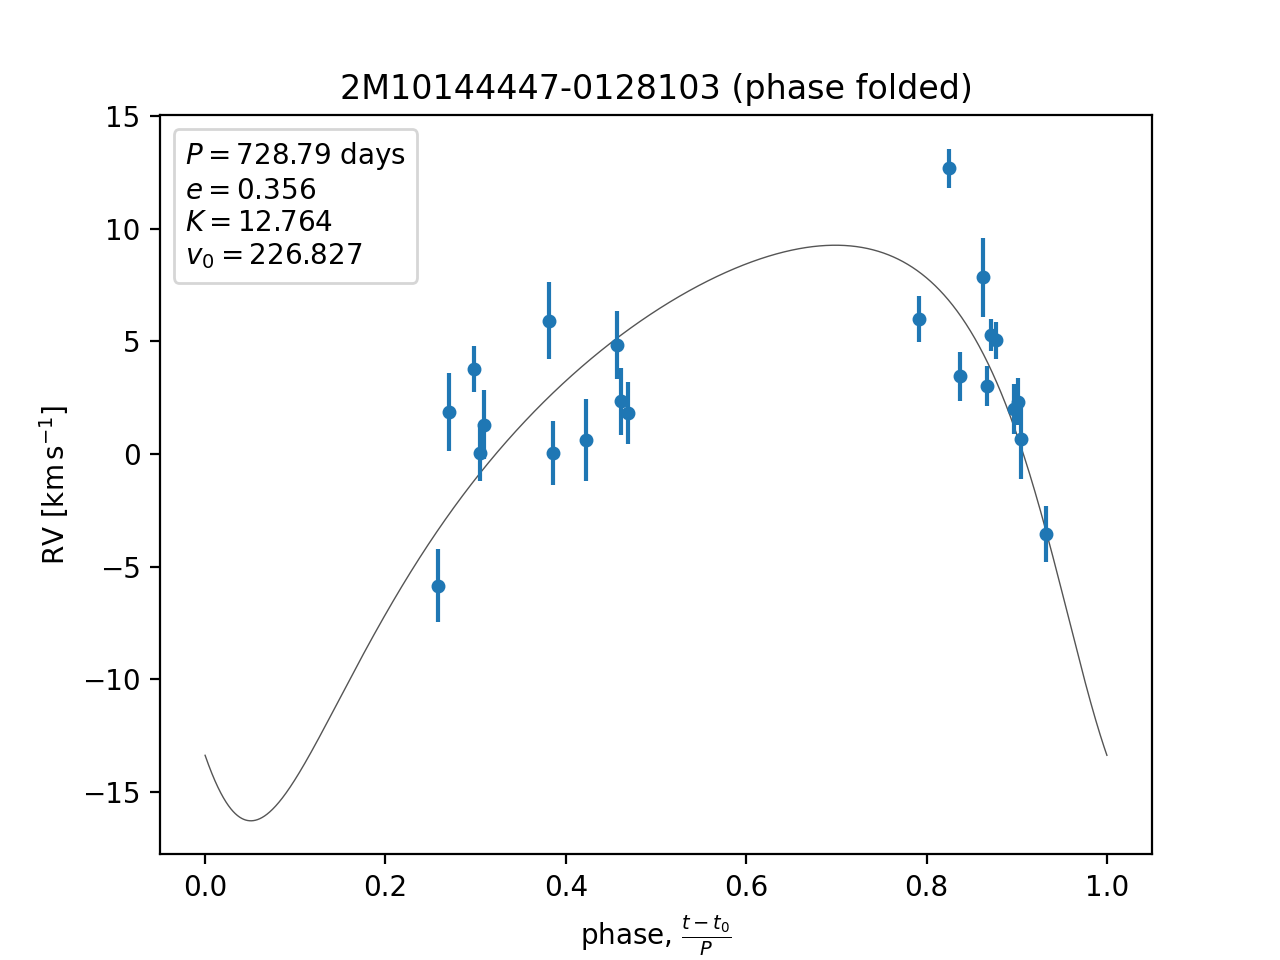 2M10144447-0128103 (phase folded)
P = 728.79 days
e = 0.356
K = 12.764
v₀ = 226.827
15
10
5
0
−5
−10
−15
RV [km s⁻¹]
0.0 0.2 0.4 0.6 0.8 1.0
phase, (t − t₀)/P